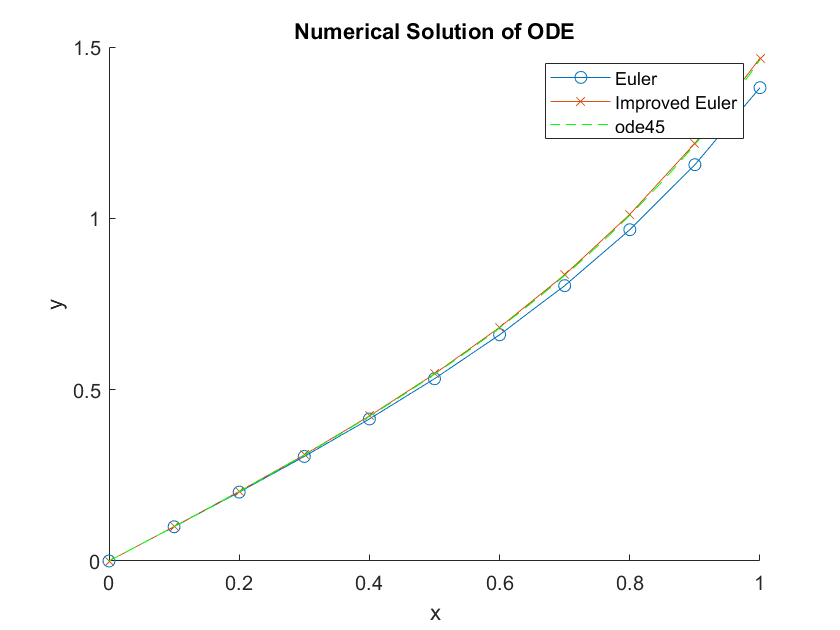 Numerical Solution of ODE
1.5
1
0.5
0
y
Euler
Improved Euler
ode45
0 0.2 0.4 0.6 0.8 1
x